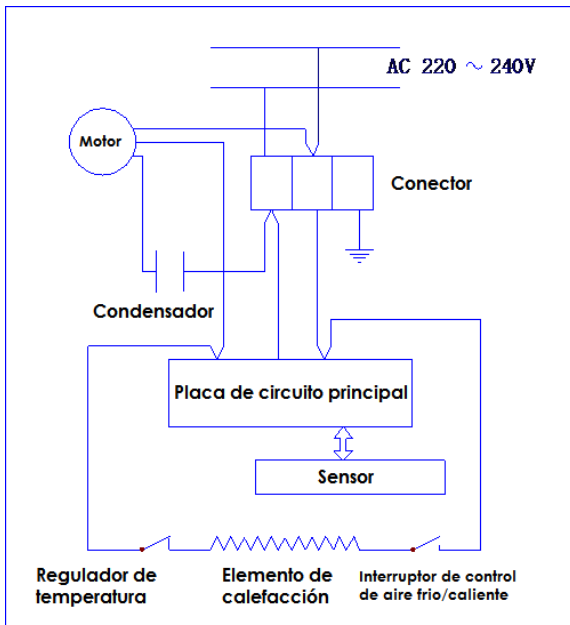 AC 220 ～ 240V
Motor
Conector
Condensador
Placa de circuito principal
Sensor
Regulador de
temperatura
Elemento de
calefacción
Interruptor de control
de aire frio/caliente